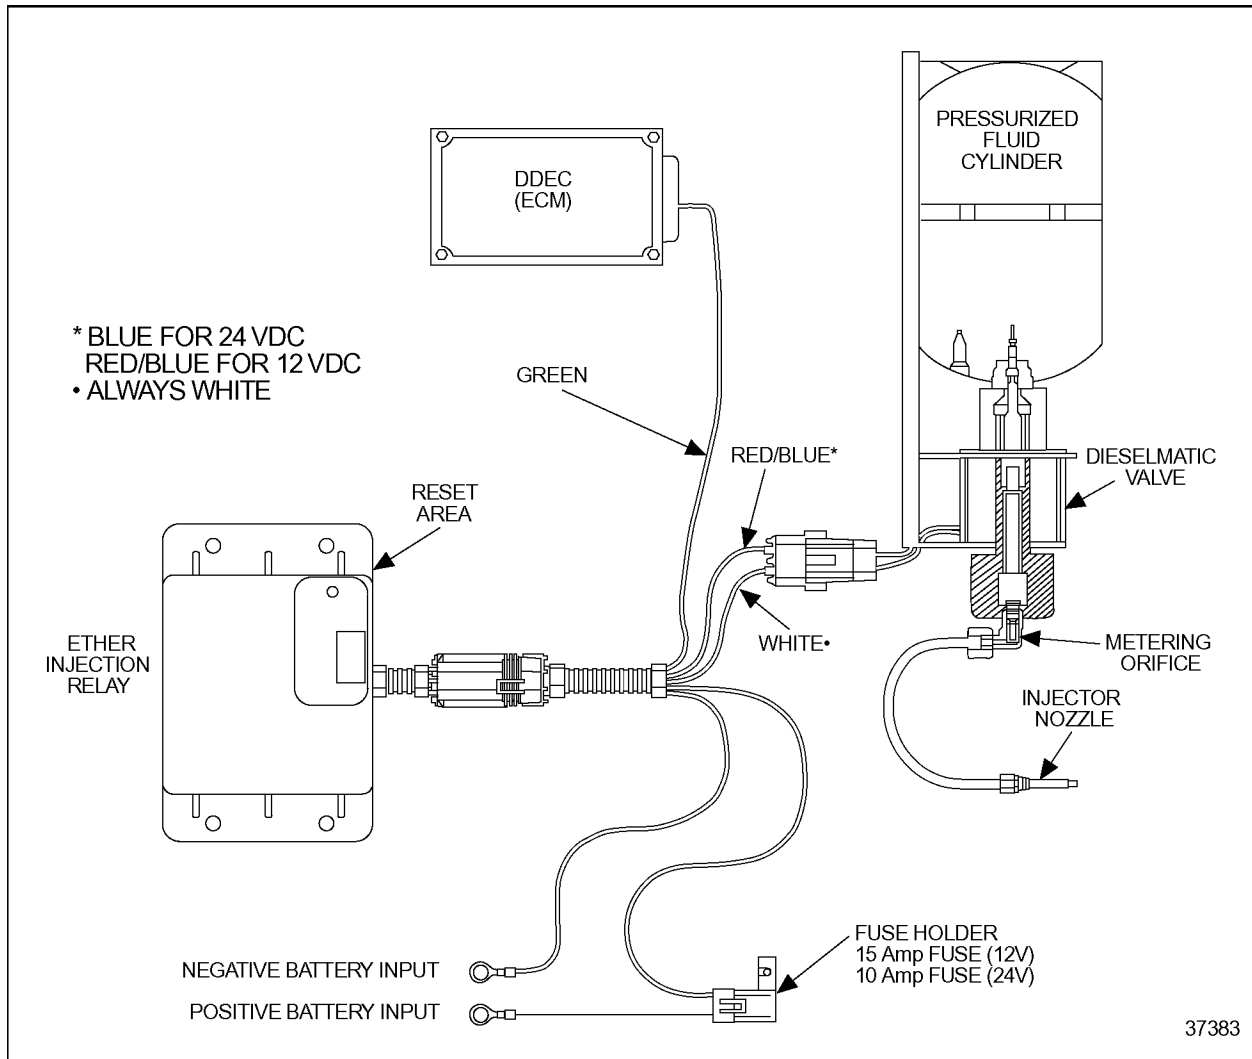 PRESSURIZED
FLUID
CYLINDER
DDEC
(ECM)
* BLUE FOR 24 VDC
RED/BLUE FOR 12 VDC
• ALWAYS WHITE
GREEN
RED/BLUE*
DIESELMATIC
VALVE
RESET
AREA
ETHER
INJECTION
RELAY
WHITE•
METERING
ORIFICE
INJECTOR
NOZZLE
FUSE HOLDER
15 Amp FUSE (12V)
10 Amp FUSE (24V)
NEGATIVE BATTERY INPUT
POSITIVE BATTERY INPUT
37383